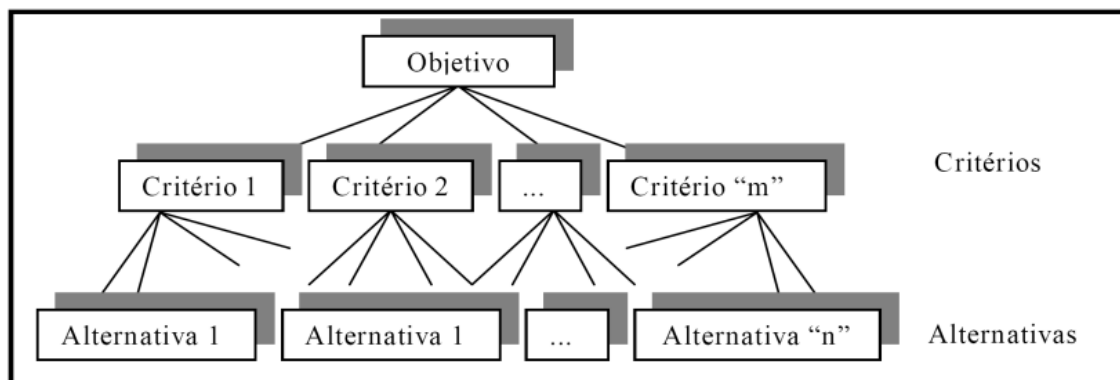 Objetivo
Critérios
Critério 1
Critério 2
...
Critério “m”
Alternativa 1
Alternativa 1
...
Alternativa “n”
Alternativas